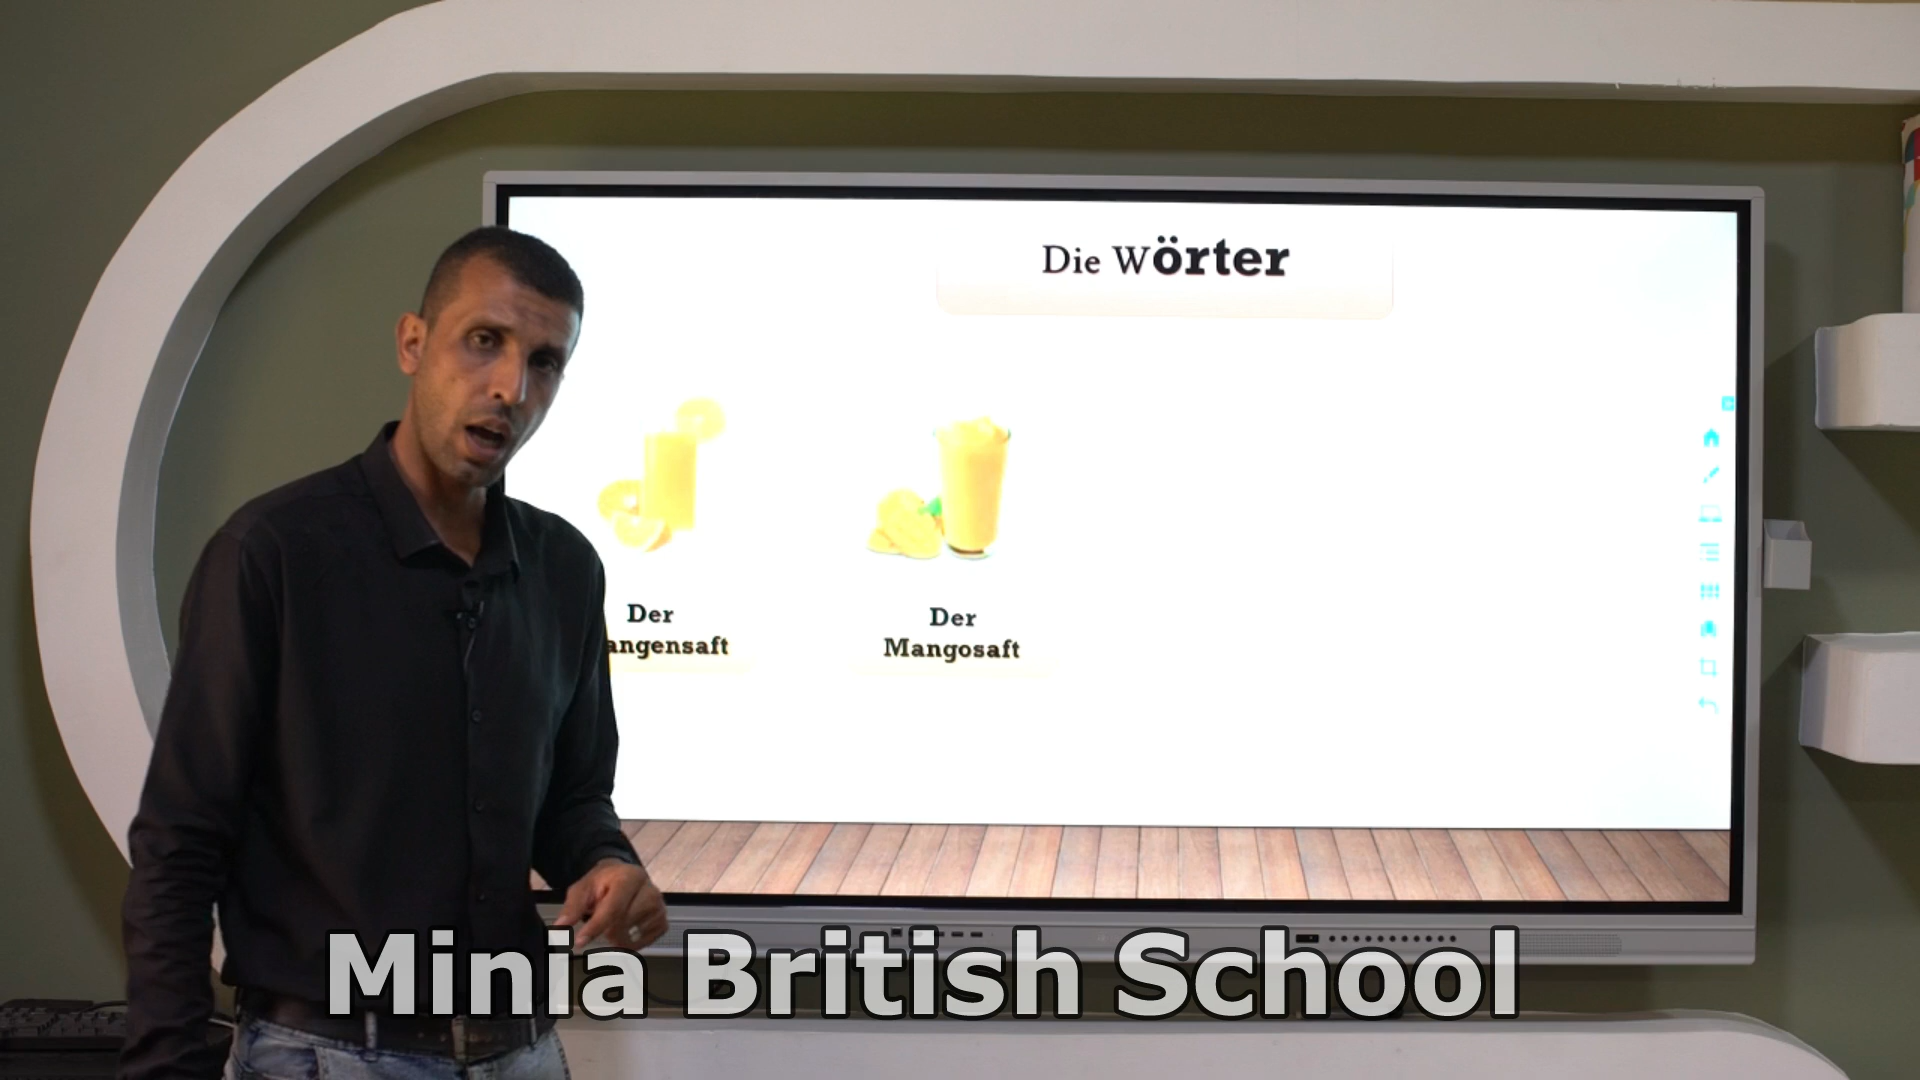 Die Wörter
Der
angensaft
Der
Mangosaft
Minia British School